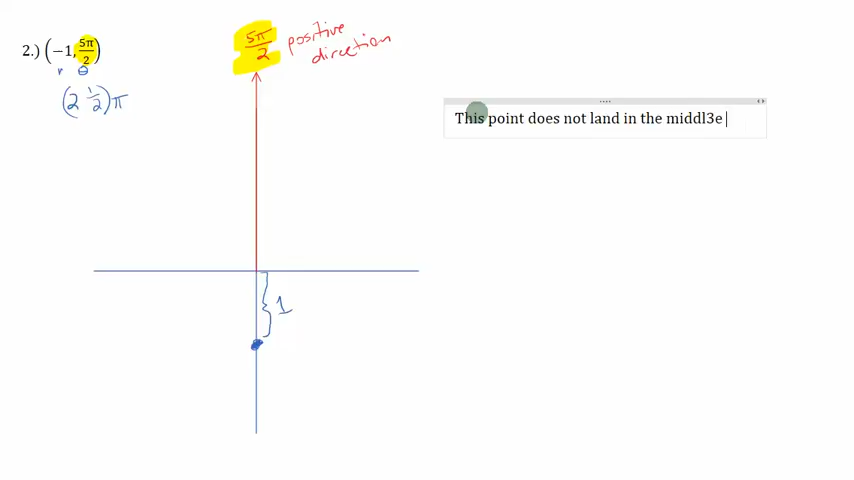 2.) (−1, 5π/2)
r θ
(2 1/2)π
5π/2 positive
direction
This point does not land in the middl3e
1